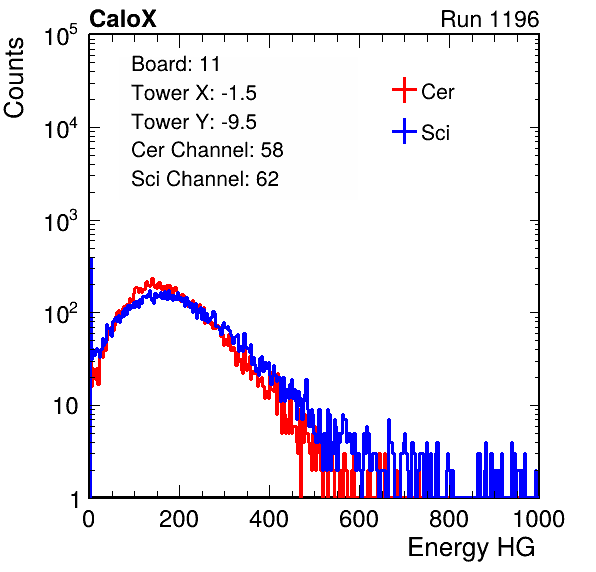 CaloX Run 1196
Counts
Board: 11
Tower X: -1.5
Tower Y: -9.5
Cer Channel: 58
Sci Channel: 62
Cer
Sci
10^5
10^4
10^3
10^2
10
1
0 200 400 600 800 1000
Energy HG